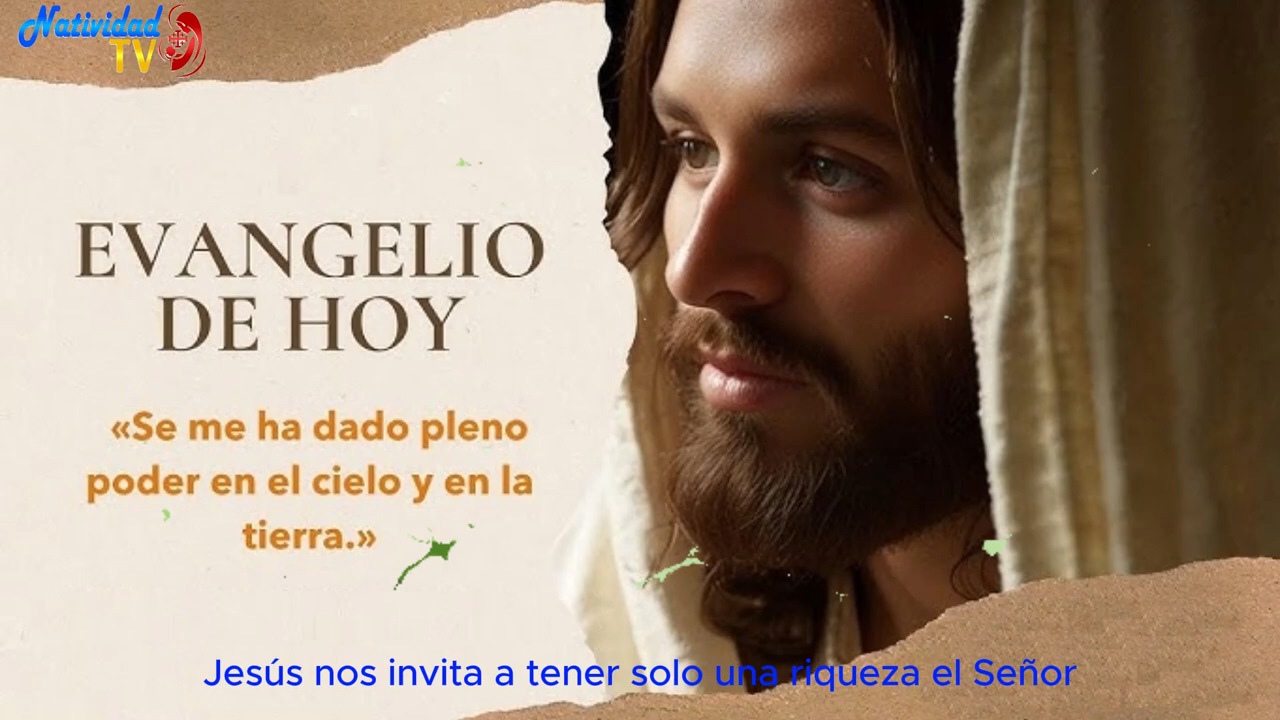 Natividad
TV
EVANGELIO
DE HOY
«Se me ha dado pleno
poder en el cielo y en la
tierra.»
Jesús nos invita a tener solo una riqueza el Señor